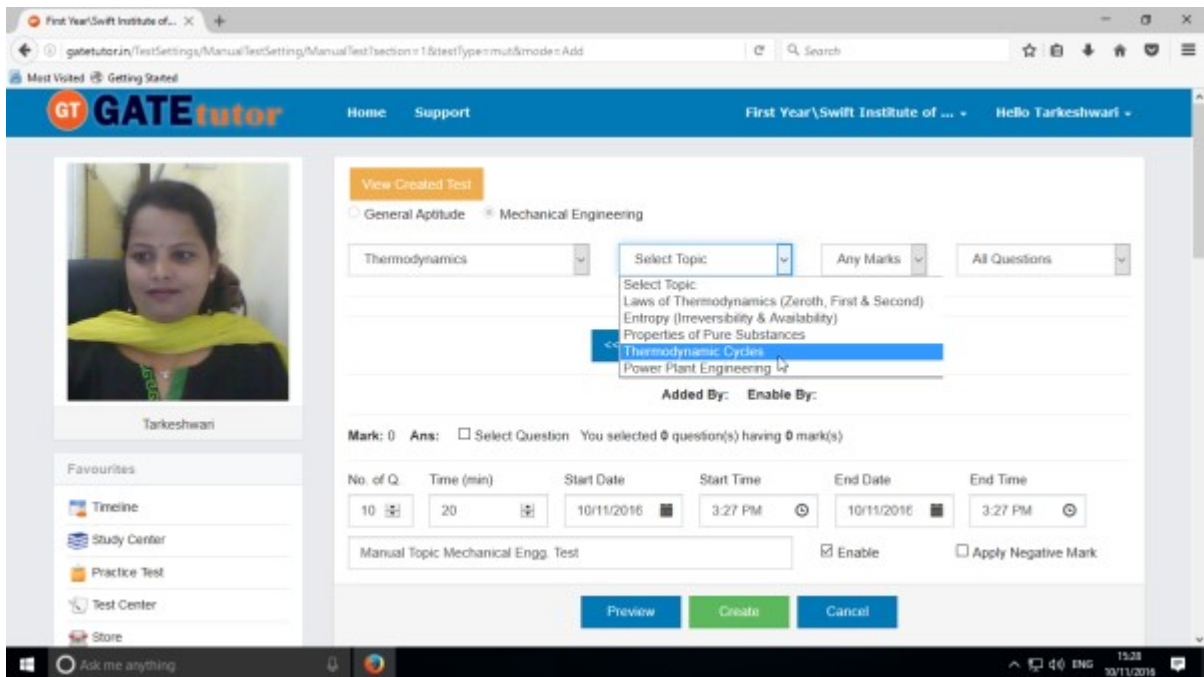 First Year\Swift Institute of...
gatetutor.in/TestSettings/ManualTestSetting/ManualTest?section=1&testType=mut&mode=Add
Search
Most Visited Getting Started
GT GATEtutor Home Support First Year\Swift Institute of ... Hello Tarkeshwari
View Created Test
General Aptitude Mechanical Engineering
Thermodynamics Select Topic Any Marks All Questions
Select Topic
Laws of Thermodynamics (Zeroth, First & Second)
Entropy (Irreversibility & Availability)
Properties of Pure Substances
<< Thermodynamic Cycles
Power Plant Engineering
Added By: Enable By:
Tarkeshwari
Mark: 0 Ans: Select Question You selected 0 question(s) having 0 mark(s)
Favourites
No. of Q. Time (min) Start Date Start Time End Date End Time
Timeline
10 20 10/11/2016 3:27 PM 10/11/2016 3:27 PM
Study Center
Manual Topic Mechanical Engg. Test Enable Apply Negative Mark
Practice Test
Test Center
Preview Create Cancel
Store
Ask me anything ENG 15:28
10/11/2016